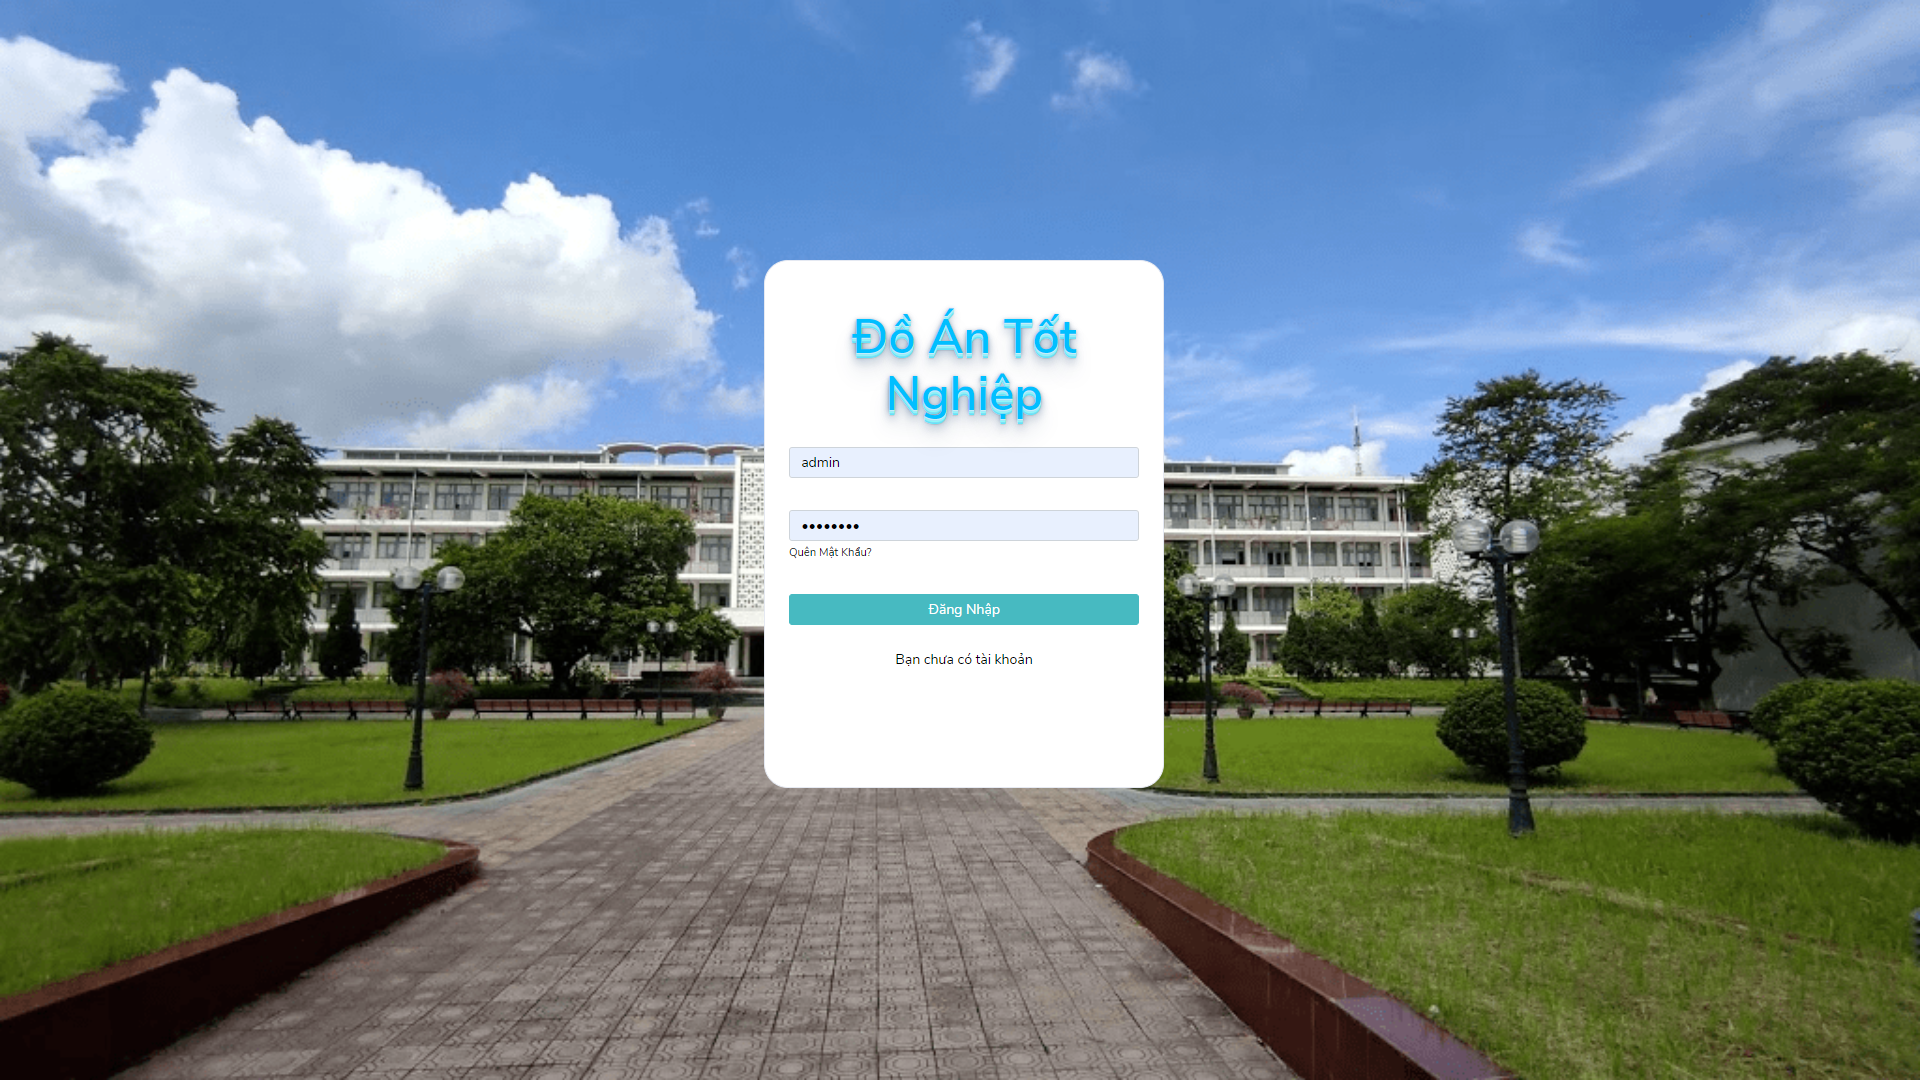 Đồ Án Tốt
Nghiệp
admin
••••••••
Quên Mật Khẩu?
Đăng Nhập
Bạn chưa có tài khoản